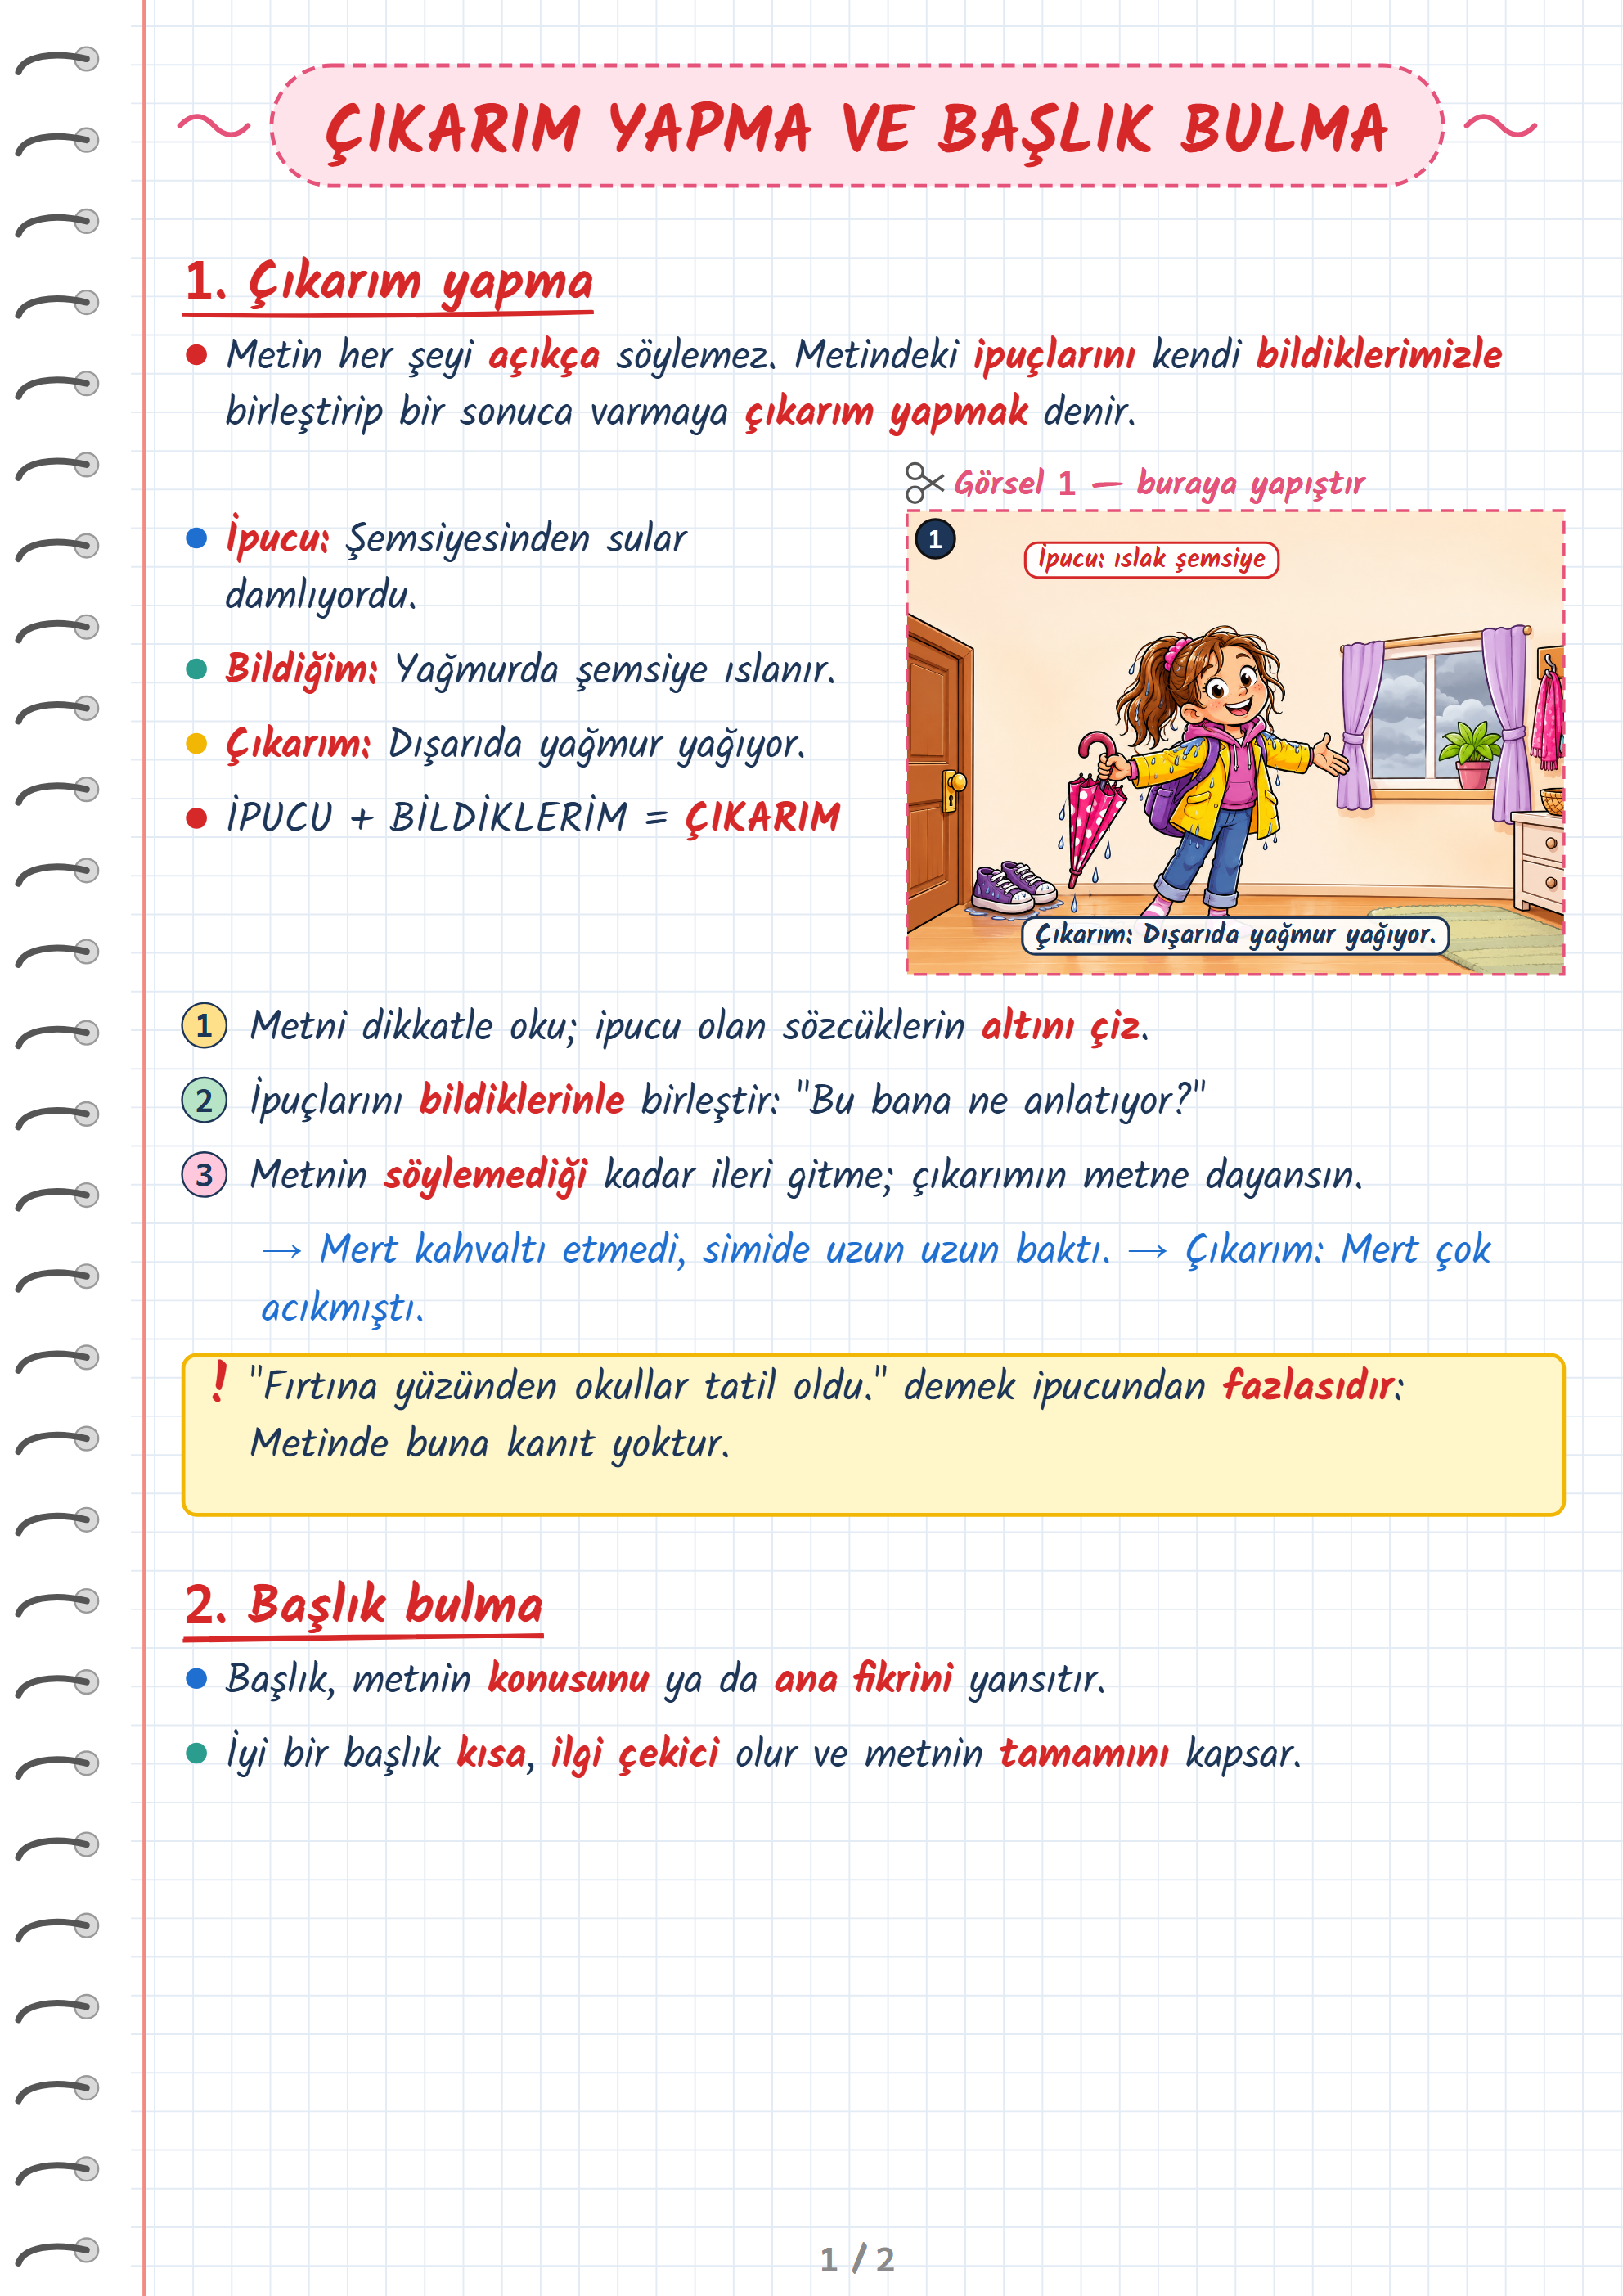 ÇIKARIM YAPMA VE BAŞLIK BULMA
1. Çıkarım yapma
Metin her şeyi açıkça söylemez. Metindeki ipuçlarını kendi bildiklerimizle
birleştirip bir sonuca varmaya çıkarım yapmak denir.
İpucu: Şemsiyesinden sular
damlıyordu.
Bildiğim: Yağmurda şemsiye ıslanır.
Çıkarım: Dışarıda yağmur yağıyor.
İPUCU + BİLDİKLERİM = ÇIKARIM
Görsel 1 — buraya yapıştır
1
İpucu: ıslak şemsiye
Çıkarım: Dışarıda yağmur yağıyor.
1 Metni dikkatle oku; ipucu olan sözcüklerin altını çiz.
2 İpuçlarını bildiklerinle birleştir: "Bu bana ne anlatıyor?"
3 Metnin söylemediği kadar ileri gitme; çıkarımın metne dayansın.
→ Mert kahvaltı etmedi, simide uzun uzun baktı. → Çıkarım: Mert çok
acıkmıştı.
! "Fırtına yüzünden okullar tatil oldu." demek ipucundan fazlasıdır:
Metinde buna kanıt yoktur.
2. Başlık bulma
Başlık, metnin konusunu ya da ana fikrini yansıtır.
İyi bir başlık kısa, ilgi çekici olur ve metnin tamamını kapsar.
1 / 2